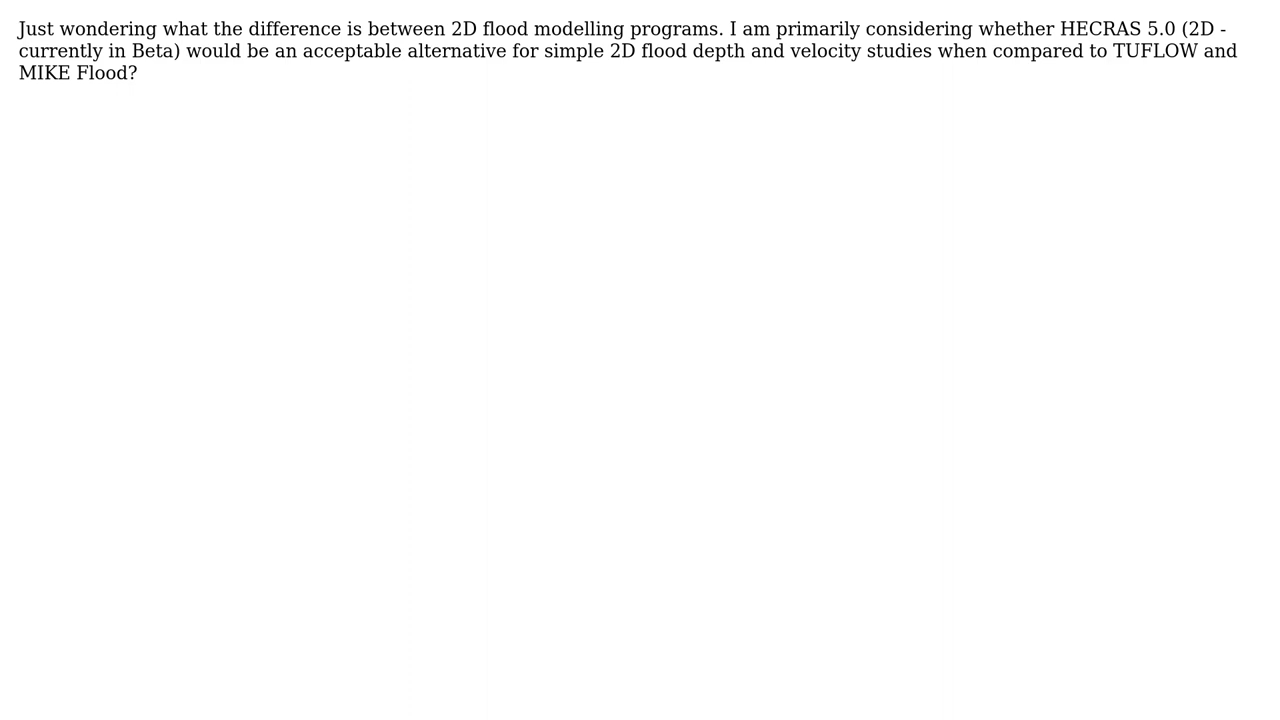 Just wondering what the difference is between 2D flood modelling programs. I am primarily considering whether HECRAS 5.0 (2D -
currently in Beta) would be an acceptable alternative for simple 2D flood depth and velocity studies when compared to TUFLOW and
MIKE Flood?